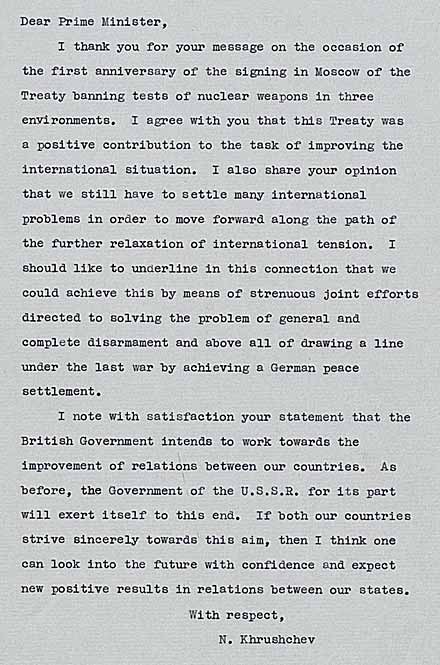 Dear Prime Minister,
I thank you for your message on the occasion of
the first anniversary of the signing in Moscow of the
Treaty banning tests of nuclear weapons in three
environments.  I agree with you that this Treaty was
a positive contribution to the task of improving the
international situation.  I also share your opinion
that we still have to settle many international
problems in order to move forward along the path of
the further relaxation of international tension.  I
should like to underline in this connection that we
could achieve this by means of strenuous joint efforts
directed to solving the problem of general and
complete disarmament and above all of drawing a line
under the last war by achieving a German peace
settlement.
I note with satisfaction your statement that the
British Government intends to work towards the
improvement of relations between our countries.  As
before, the Government of the U.S.S.R. for its part
will exert itself to this end.  If both our countries
strive sincerely towards this aim, then I think one
can look into the future with confidence and expect
new positive results in relations between our states.
With respect,
N. Khrushchev